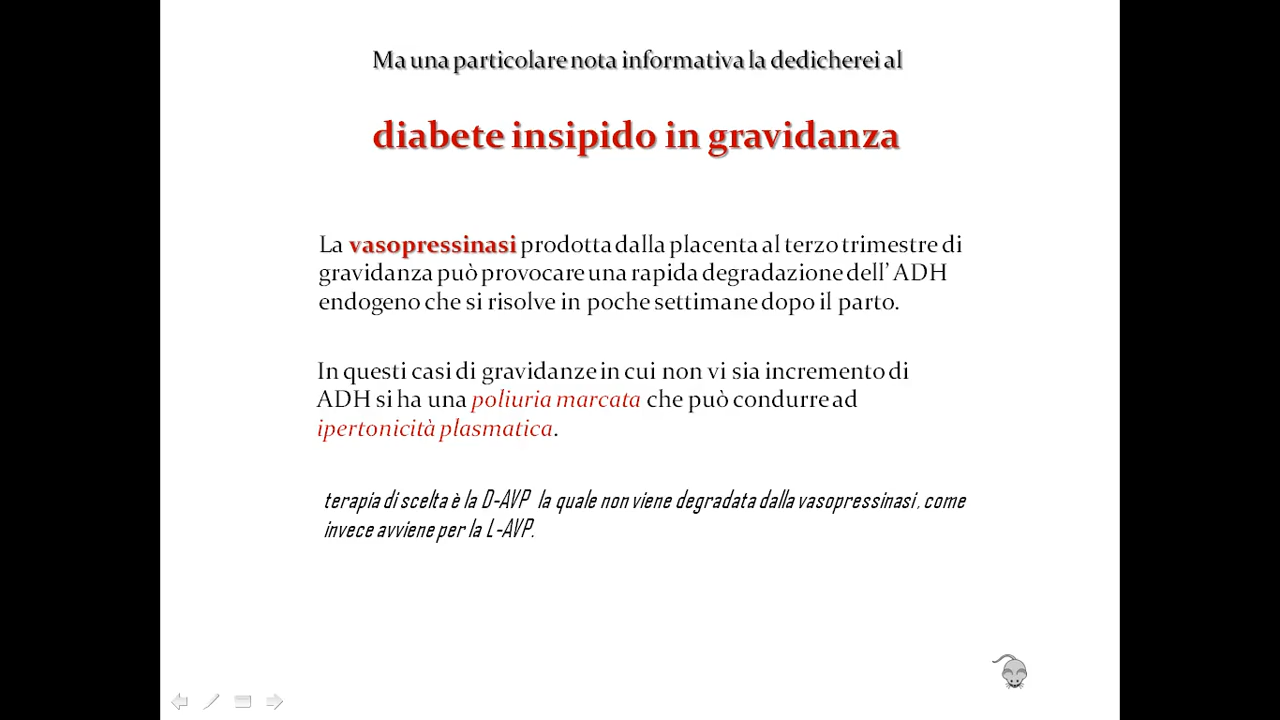 Ma una particolare nota informativa la dedicherei al
diabete insipido in gravidanza
La vasopressinasi prodotta dalla placenta al terzo trimestre di
gravidanza può provocare una rapida degradazione dell' ADH
endogeno che si risolve in poche settimane dopo il parto.
In questi casi di gravidanze in cui non vi sia incremento di
ADH si ha una poliuria marcata che può condurre ad
ipertonicità plasmatica.
terapia di scelta è la D-AVP la quale non viene degradata dalla vasopressinasi, come
invece avviene per la L-AVP.